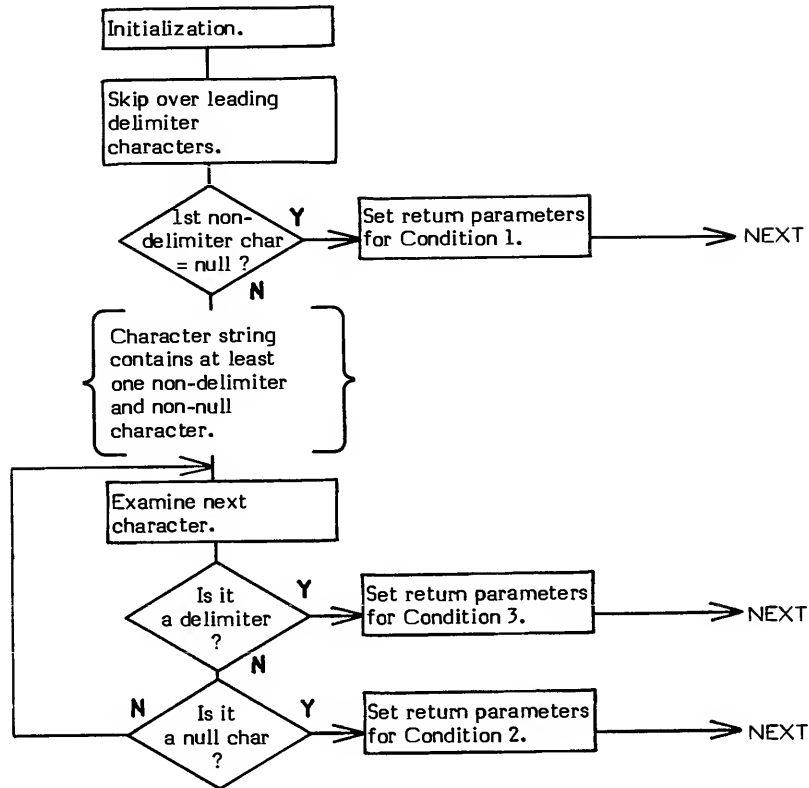 Initialization.
Skip over leading
delimiter
characters.
1st non-
delimiter char
= null ?
Y
N
Set return parameters
for Condition 1.
NEXT
Character string
contains at least
one non-delimiter
and non-null
character.
Examine next
character.
Is it
a delimiter
?
Y
N
Set return parameters
for Condition 3.
NEXT
N
Is it
a null char
?
Y
Set return parameters
for Condition 2.
NEXT